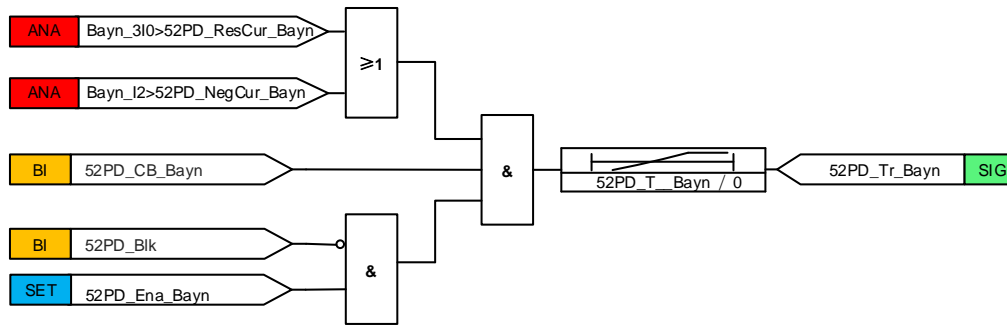 ANA Bayn_3I0>52PD_ResCur_Bayn
≥1
ANA Bayn_I2>52PD_NegCur_Bayn
BI 52PD_CB_Bayn
&
52PD_T__Bayn / 0
52PD_Tr_Bayn SIG
BI 52PD_Blk
&
SET 52PD_Ena_Bayn